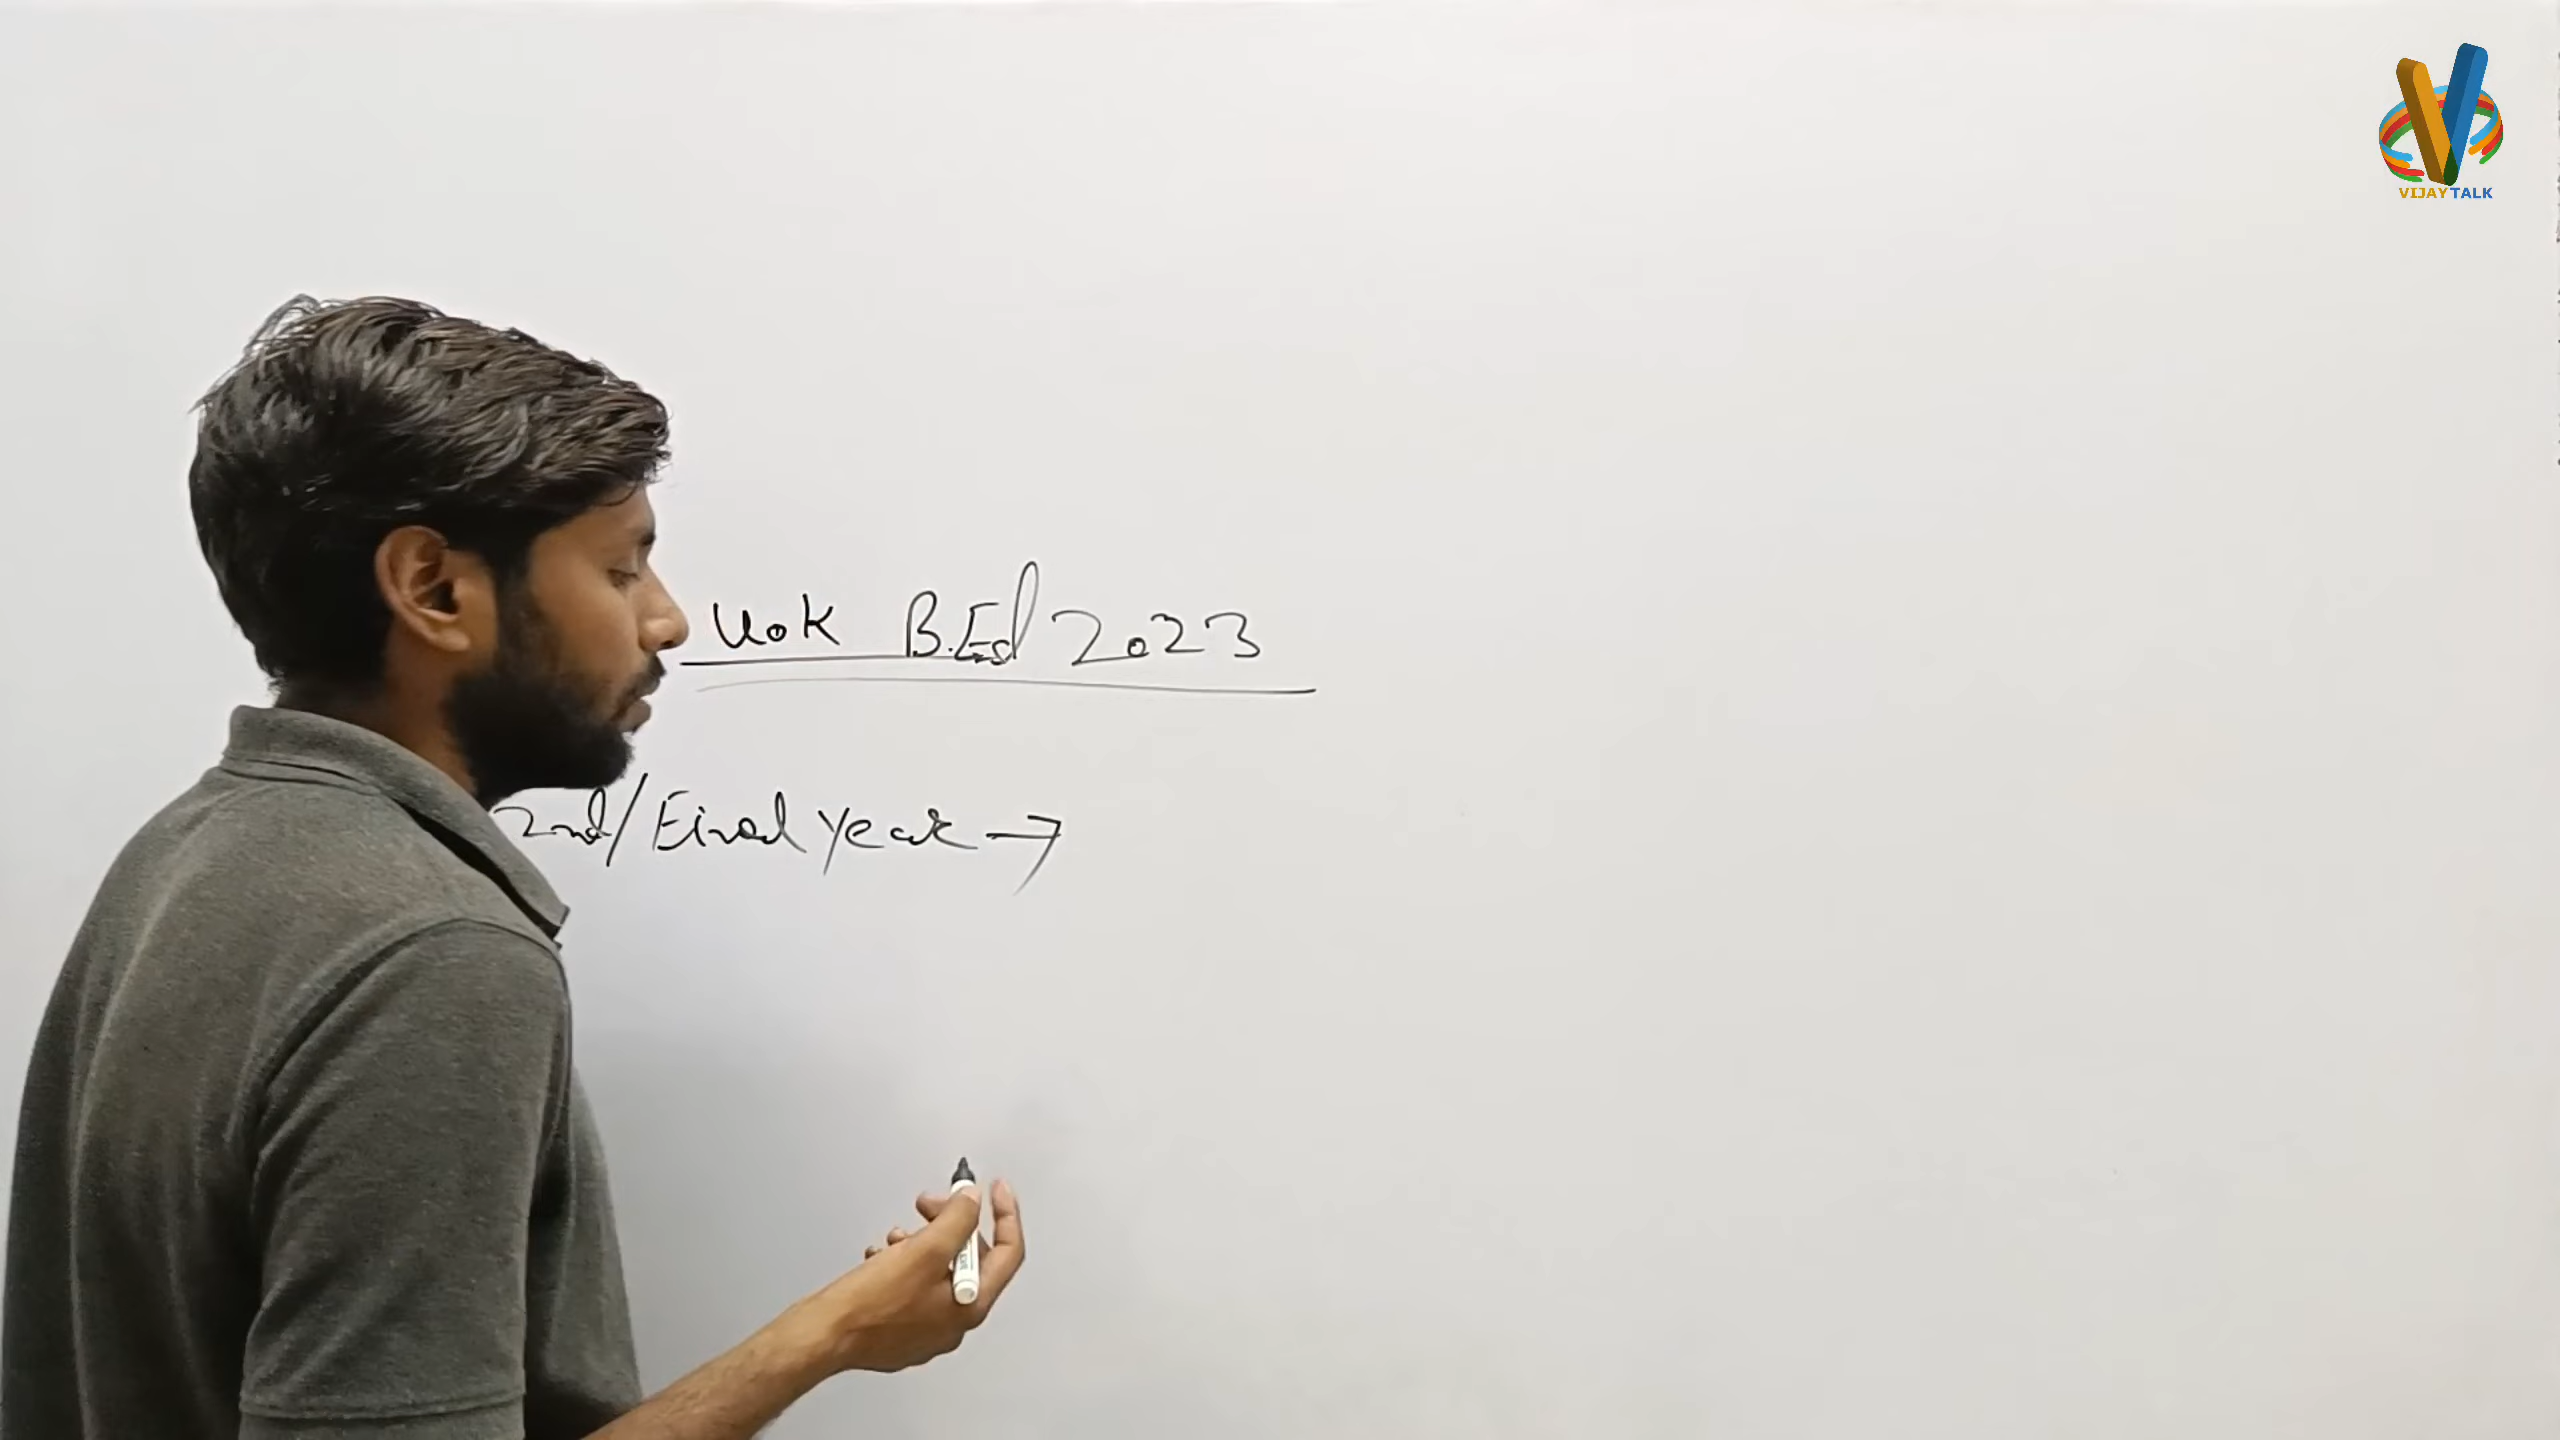 VIJAY TALK
UoK B.Ed 2023
2nd/Final Year →